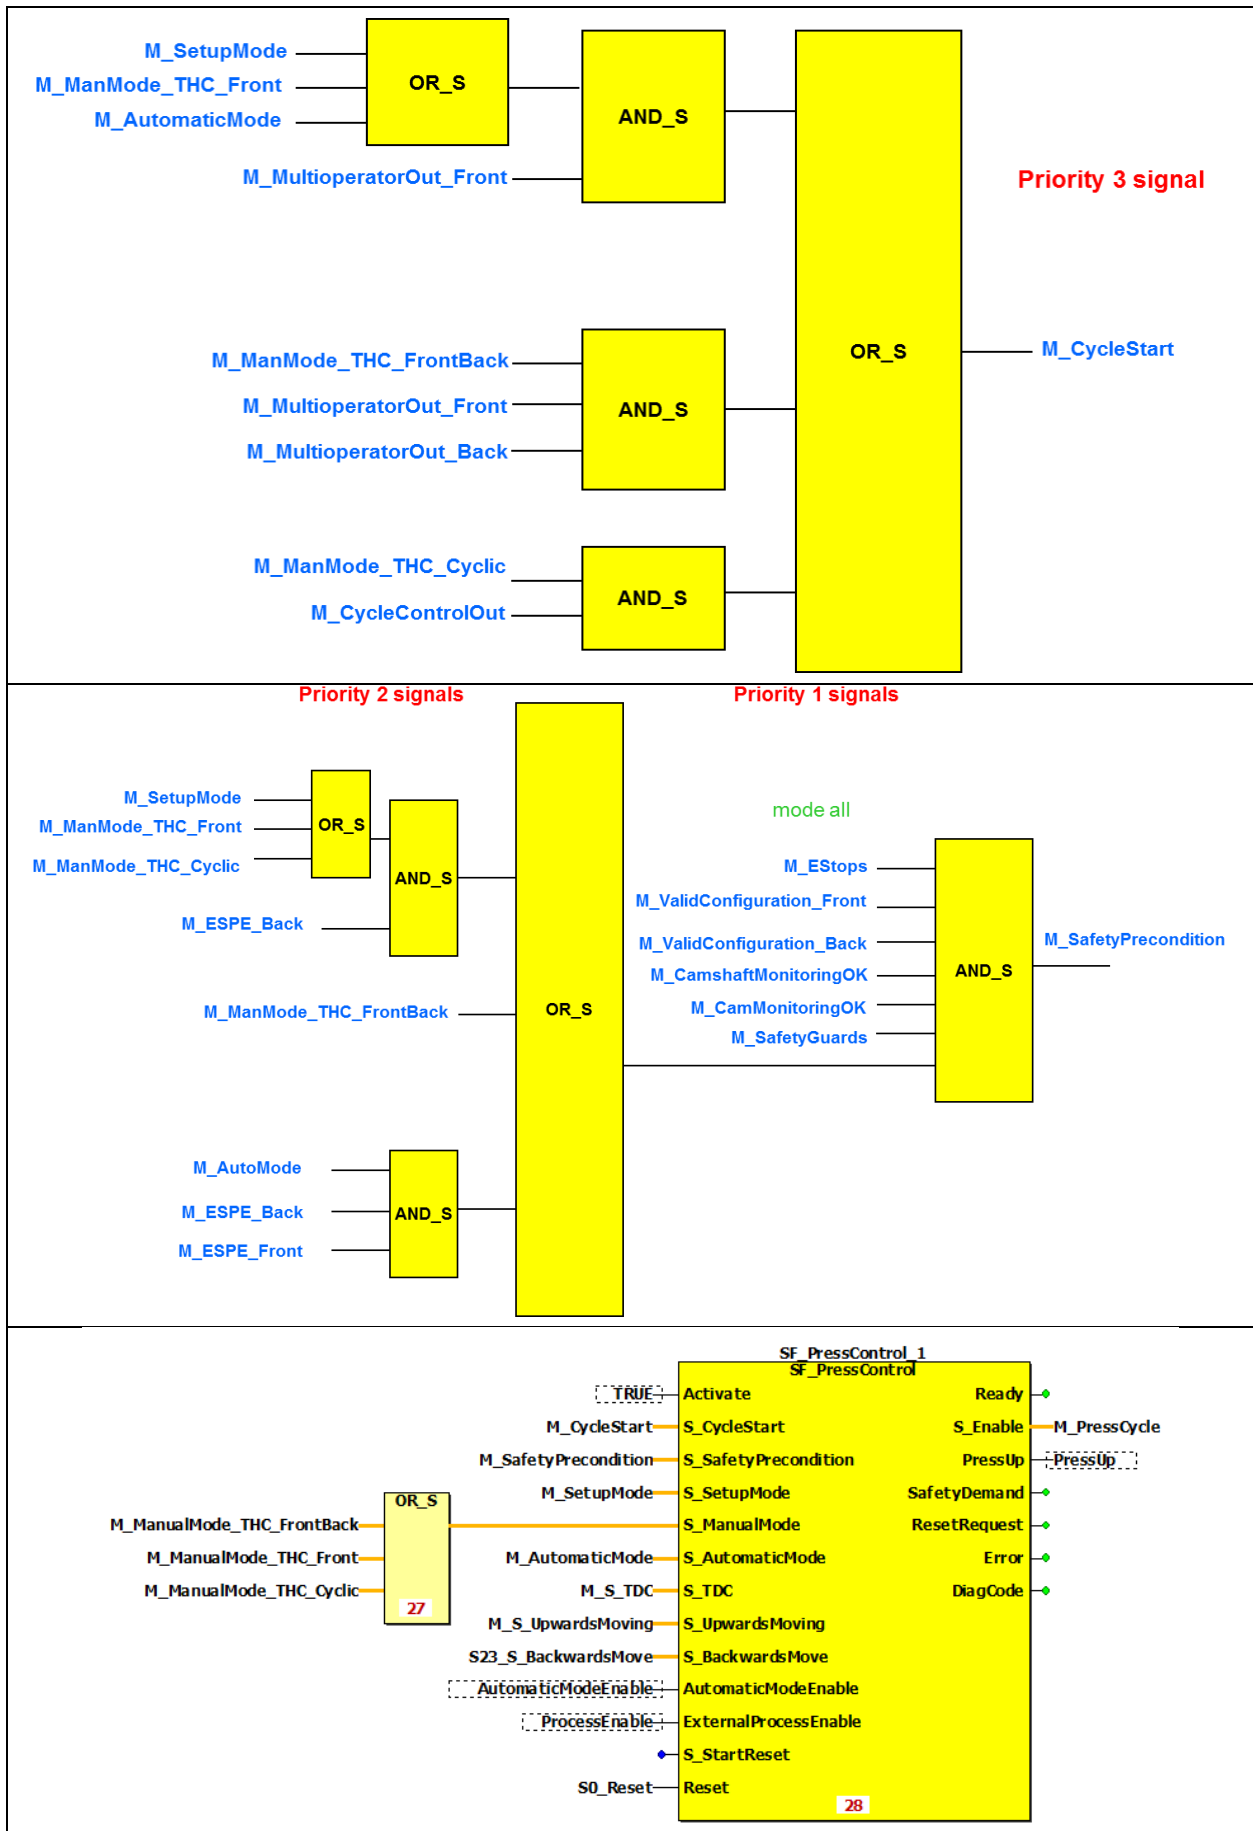 M_SetupMode
M_ManMode_THC_Front
M_AutomaticMode
OR_S
M_MultioperatorOut_Front
AND_S
Priority 3 signal
M_ManMode_THC_FrontBack
M_MultioperatorOut_Front
M_MultioperatorOut_Back
AND_S
OR_S
M_CycleStart
M_ManMode_THC_Cyclic
M_CycleControlOut
AND_S
Priority 2 signals
Priority 1 signals
M_SetupMode
M_ManMode_THC_Front
M_ManMode_THC_Cyclic
OR_S
M_ESPE_Back
AND_S
M_ManMode_THC_FrontBack
OR_S
M_AutoMode
M_ESPE_Back
M_ESPE_Front
AND_S
mode all
M_EStops
M_ValidConfiguration_Front
M_ValidConfiguration_Back
M_CamshaftMonitoringOK
M_CamMonitoringOK
M_SafetyGuards
AND_S
M_SafetyPrecondition
SF_PressControl_1
SF_PressControl
TRUE Activate Ready
M_CycleStart S_CycleStart S_Enable M_PressCycle
M_SafetyPrecondition S_SafetyPrecondition PressUp PressUp
M_SetupMode S_SetupMode SafetyDemand
OR_S
M_ManualMode_THC_FrontBack S_ManualMode ResetRequest
M_ManualMode_THC_Front M_AutomaticMode S_AutomaticMode Error
M_ManualMode_THC_Cyclic M_S_TDC S_TDC DiagCode
27
M_S_UpwardsMoving S_UpwardsMoving
S23_S_BackwardsMove S_BackwardsMove
AutomaticModeEnable AutomaticModeEnable
ProcessEnable ExternalProcessEnable
S_StartReset
S0_Reset Reset
28